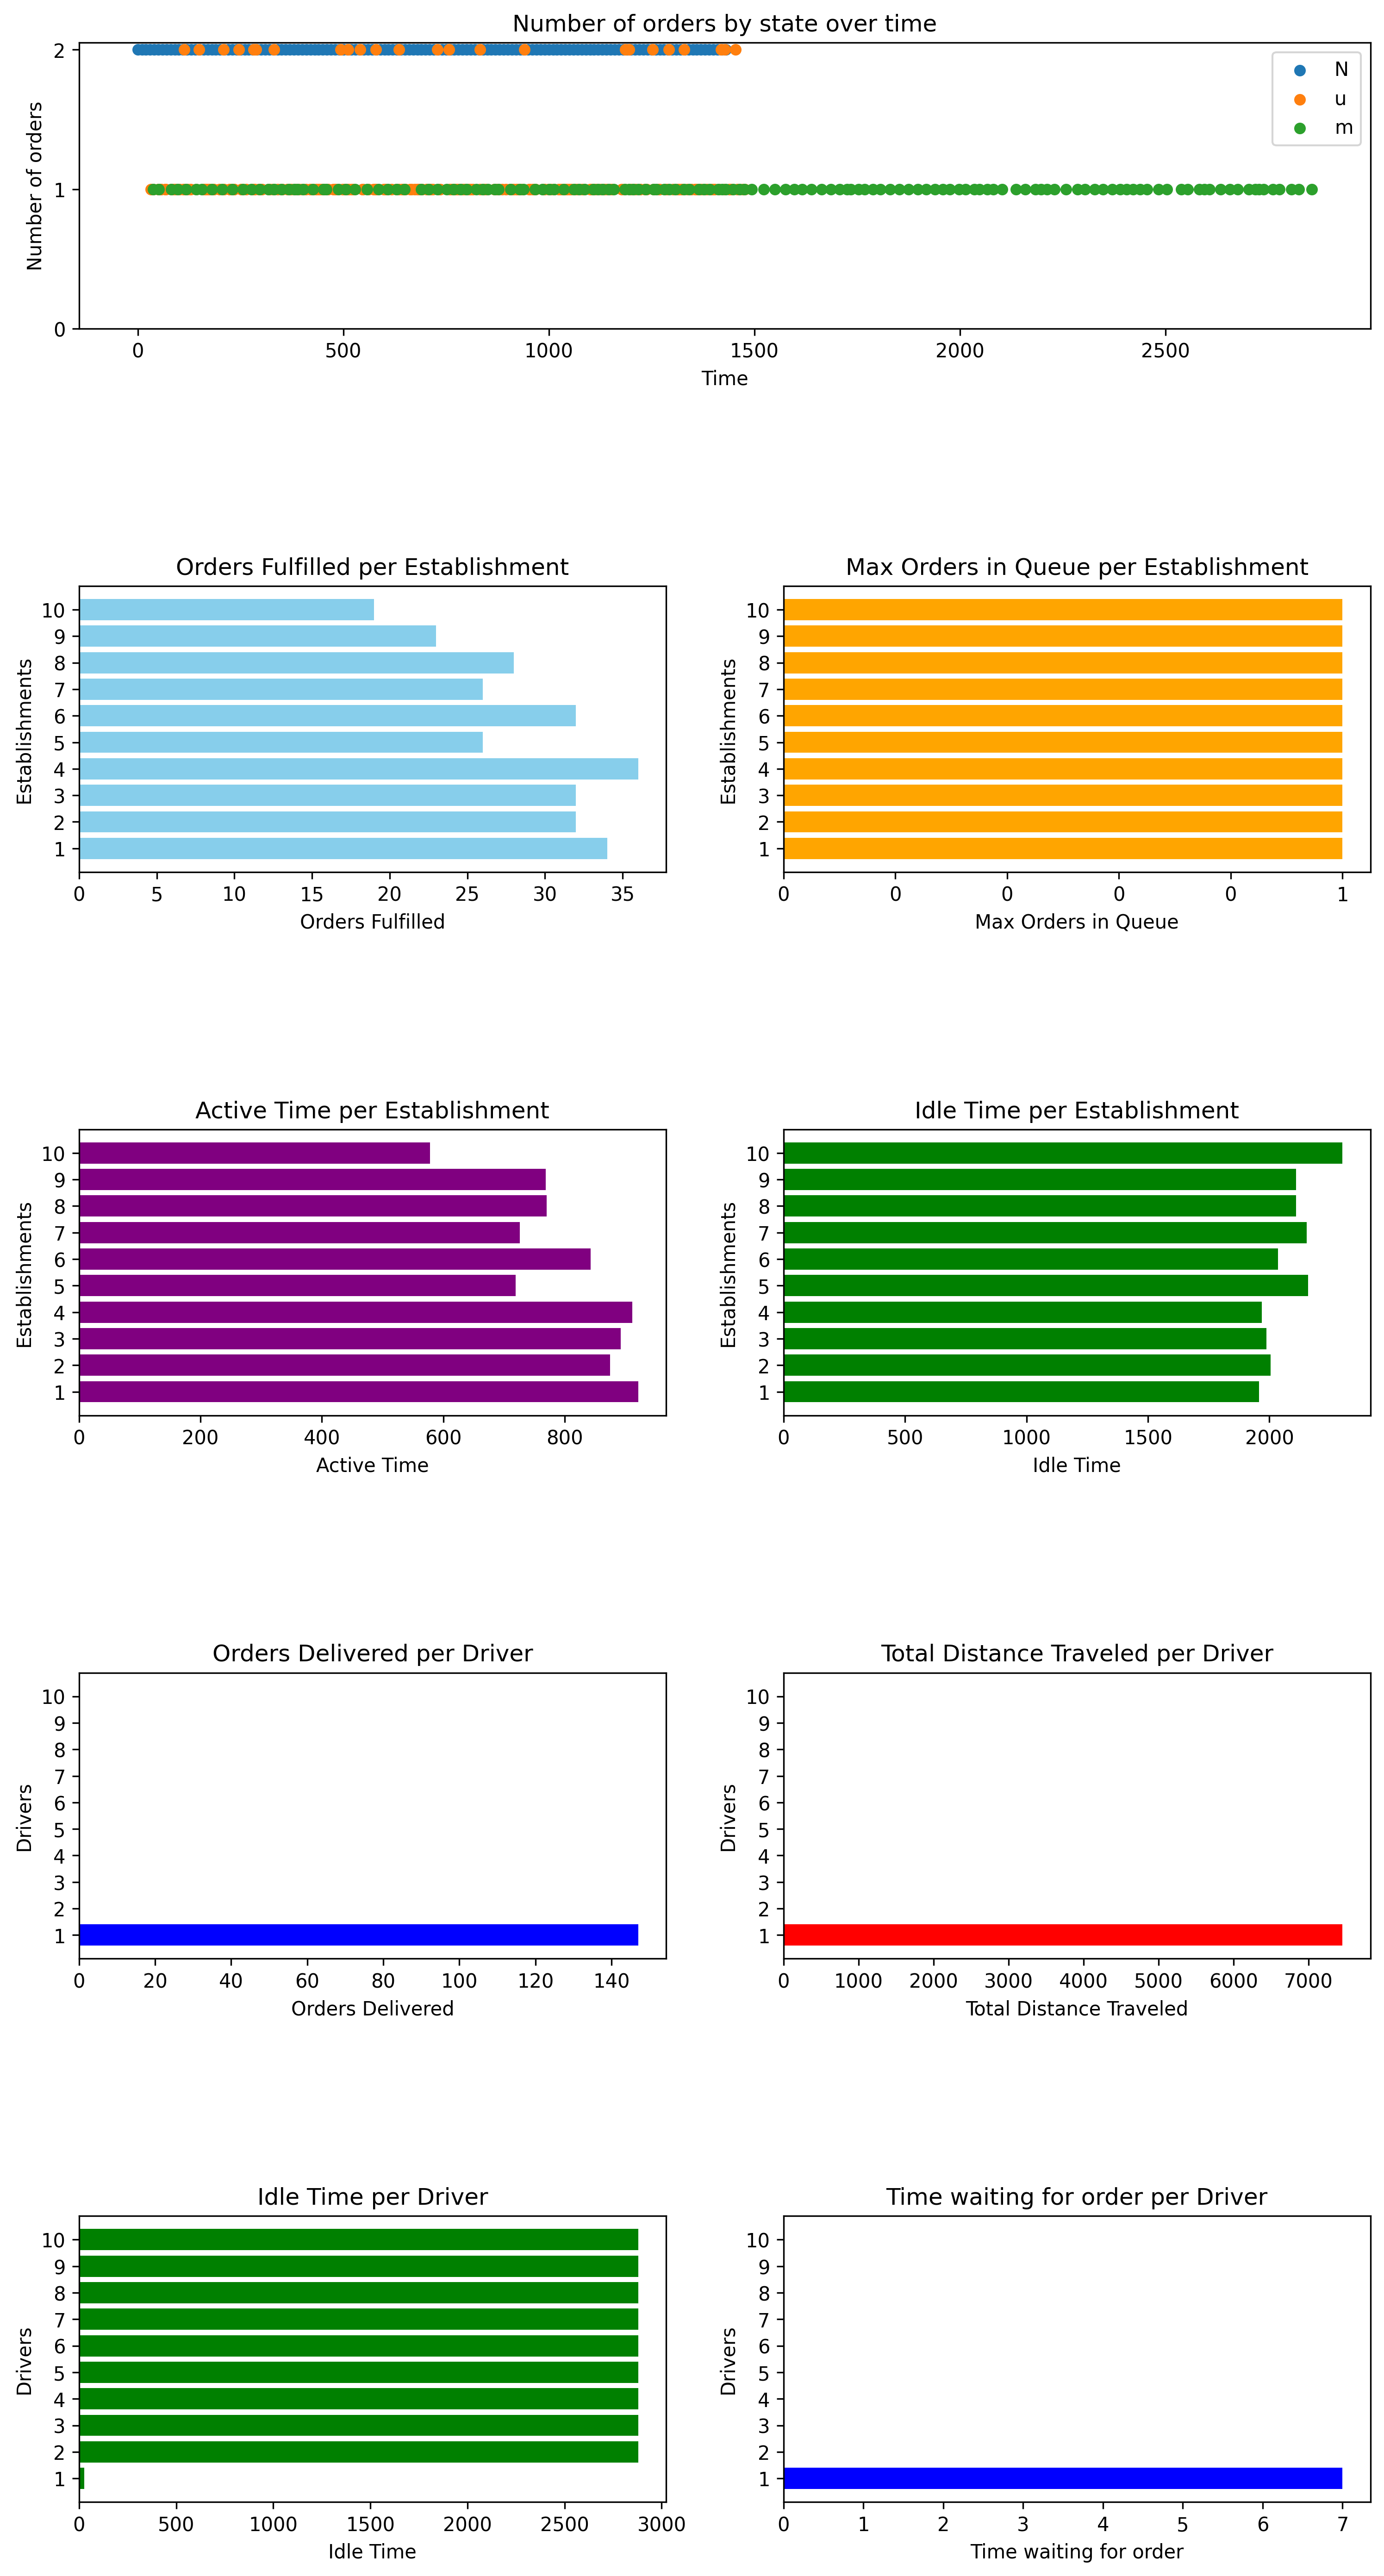 Number of orders by state over time
Number of orders
2
1
0
N
u
m
0 500 1000 1500 2000 2500
Time
Orders Fulfilled per Establishment
Establishments
10
9
8
7
6
5
4
3
2
1
0 5 10 15 20 25 30 35
Orders Fulfilled
Max Orders in Queue per Establishment
Establishments
10
9
8
7
6
5
4
3
2
1
0 0 0 0 0 1
Max Orders in Queue
Active Time per Establishment
Establishments
10
9
8
7
6
5
4
3
2
1
0 200 400 600 800
Active Time
Idle Time per Establishment
Establishments
10
9
8
7
6
5
4
3
2
1
0 500 1000 1500 2000
Idle Time
Orders Delivered per Driver
Drivers
10
9
8
7
6
5
4
3
2
1
0 20 40 60 80 100 120 140
Orders Delivered
Total Distance Traveled per Driver
Drivers
10
9
8
7
6
5
4
3
2
1
0 1000 2000 3000 4000 5000 6000 7000
Total Distance Traveled
Idle Time per Driver
Drivers
10
9
8
7
6
5
4
3
2
1
0 500 1000 1500 2000 2500 3000
Idle Time
Time waiting for order per Driver
Drivers
10
9
8
7
6
5
4
3
2
1
0 1 2 3 4 5 6 7
Time waiting for order